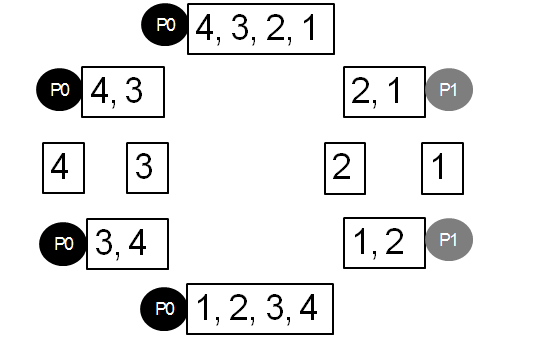 P0 4, 3, 2, 1
P0 4, 3 2, 1 P1
4 3 2 1
P0 3, 4 1, 2 P1
P0 1, 2, 3, 4